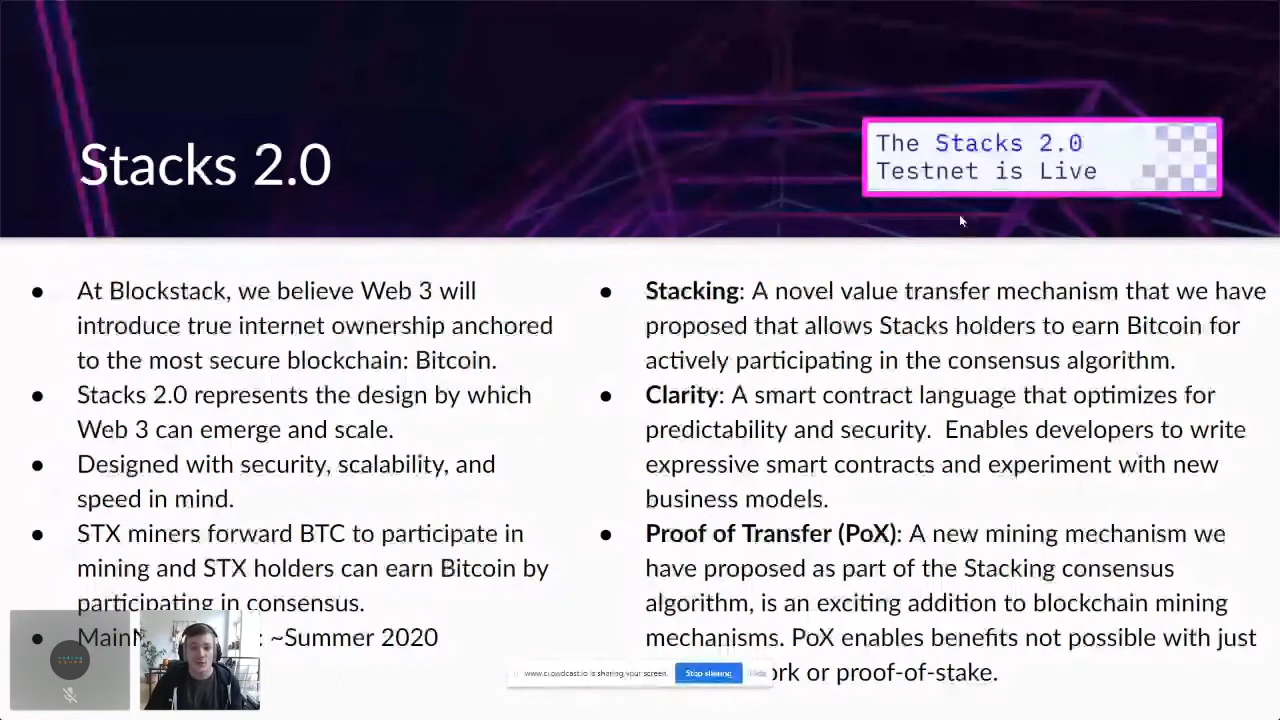 Stacks 2.0
The Stacks 2.0
Testnet is Live
● At Blockstack, we believe Web 3 will
introduce true internet ownership anchored
to the most secure blockchain: Bitcoin.
● Stacks 2.0 represents the design by which
Web 3 can emerge and scale.
● Designed with security, scalability, and
speed in mind.
● STX miners forward BTC to participate in
mining and STX holders can earn Bitcoin by
participating in consensus.
● : ~Summer 2020
● Stacking: A novel value transfer mechanism that we have
proposed that allows Stacks holders to earn Bitcoin for
actively participating in the consensus algorithm.
● Clarity: A smart contract language that optimizes for
predictability and security. Enables developers to write
expressive smart contracts and experiment with new
business models.
● Proof of Transfer (PoX): A new mining mechanism we
have proposed as part of the Stacking consensus
algorithm, is an exciting addition to blockchain mining
mechanisms. PoX enables benefits not possible with just
or proof-of-stake.
www.crowdcast.io is sharing your screen.
Stop sharing
Hide